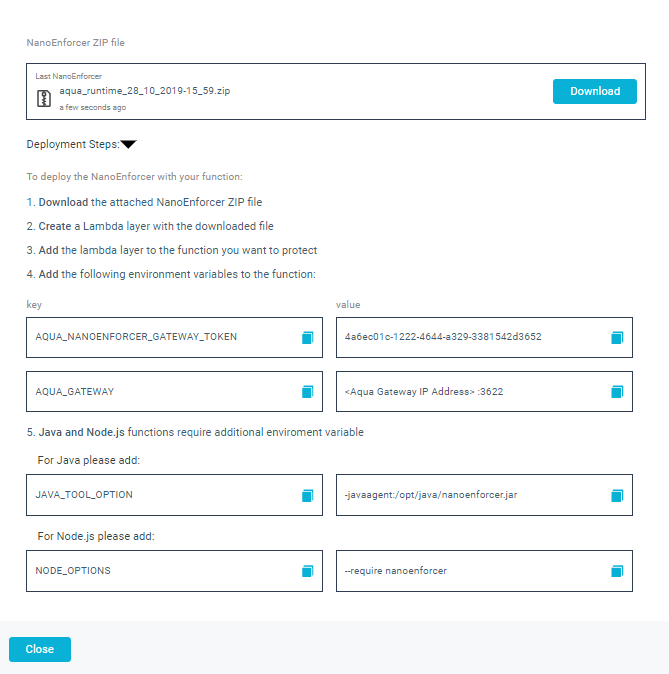 NanoEnforcer ZIP file
Last NanoEnforcer
aqua_runtime_28_10_2019-15_59.zip
a few seconds ago
Download
Deployment Steps:
To deploy the NanoEnforcer with your function:
1. Download the attached NanoEnforcer ZIP file
2. Create a Lambda layer with the downloaded file
3. Add the lambda layer to the function you want to protect
4. Add the following environment variables to the function:
key value
AQUA_NANOENFORCER_GATEWAY_TOKEN 4a6ec01c-1222-4644-a329-3381542d3652
AQUA_GATEWAY <Aqua Gateway IP Address> :3622
5. Java and Node.js functions require additional enviroment variable
For Java please add:
JAVA_TOOL_OPTION -javaagent:/opt/java/nanoenforcer.jar
For Node.js please add:
NODE_OPTIONS --require nanoenforcer
Close